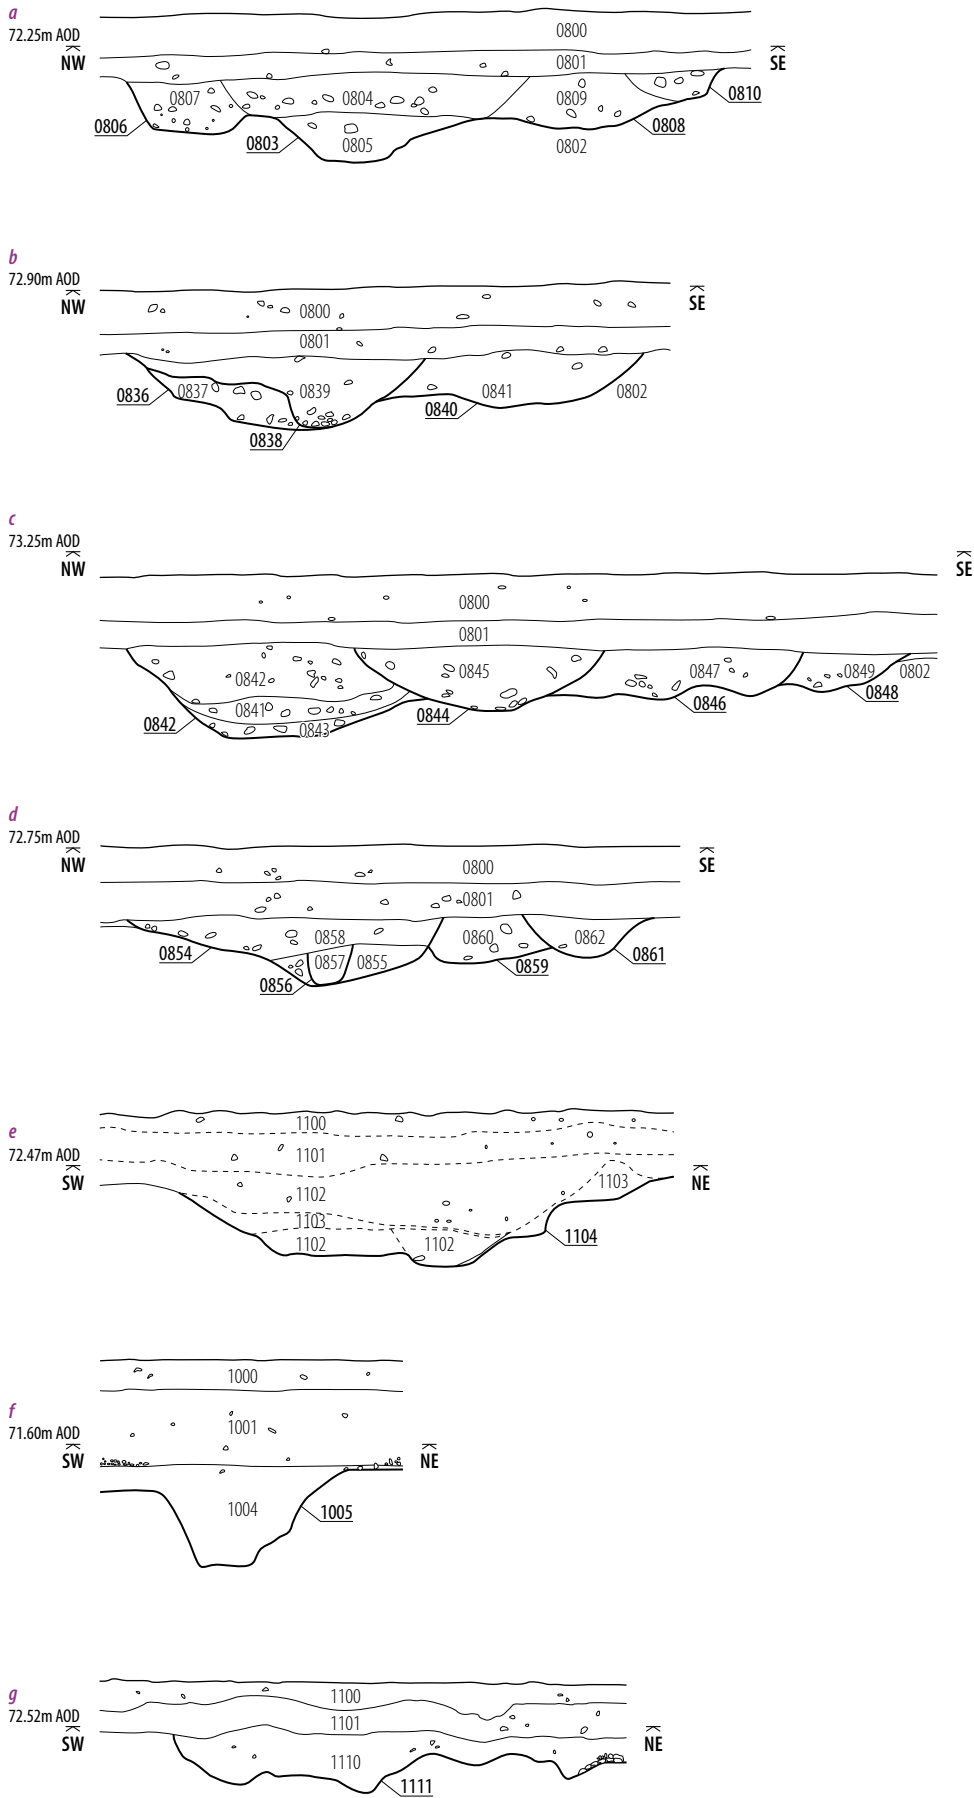 a
72.25m AOD
NW
SE
0800
0801
0807
0804
0809
0810
0806
0803
0805
0808
0802
b
72.90m AOD
NW
SE
0800
0801
0836
0837
0839
0841
0802
0840
0838
c
73.25m AOD
NW
SE
0800
0801
0842
0845
0847
0849
0802
0841
0842
0843
0844
0846
0848
d
72.75m AOD
NW
SE
0800
0801
0858
0860
0862
0854
0857
0855
0856
0859
0861
e
72.47m AOD
SW
NE
1100
1101
1102
1103
1103
1102
1102
1104
f
71.60m AOD
SW
NE
1000
1001
1004
1005
g
72.52m AOD
SW
NE
1100
1101
1110
1111